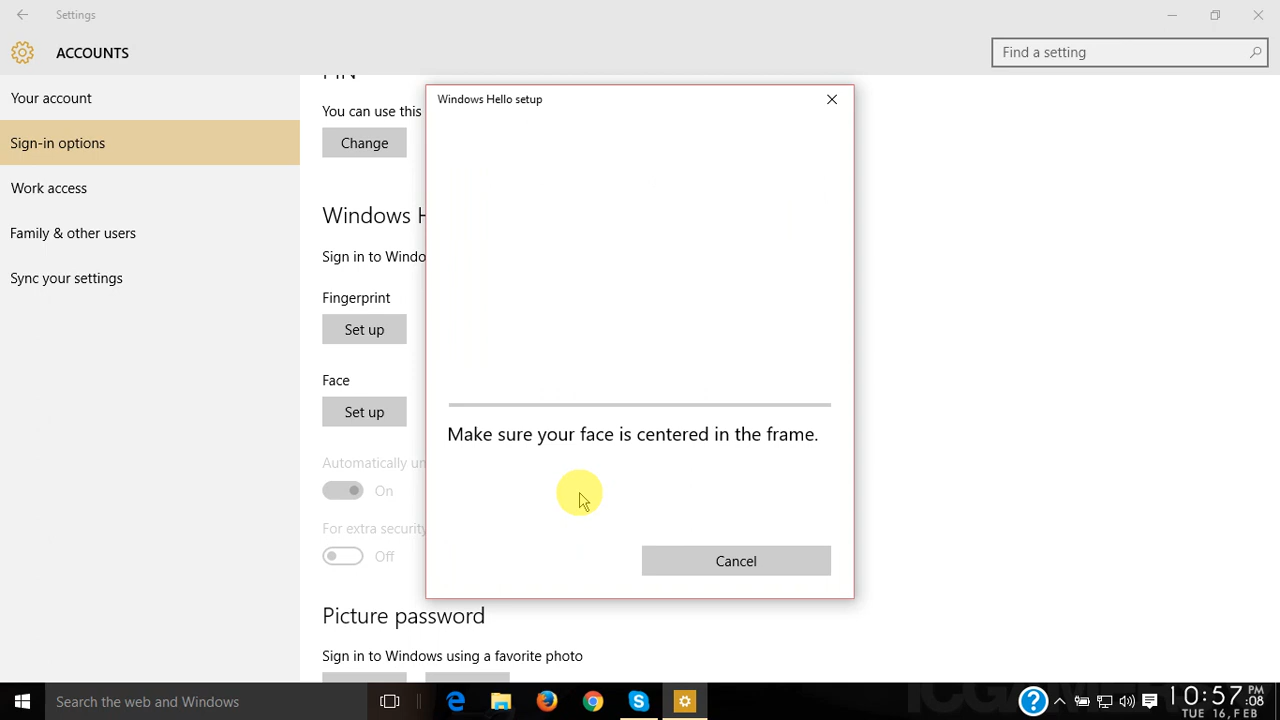 Settings
ACCOUNTS
Find a setting
Your account
Sign-in options
Work access
Family & other users
Sync your settings
You can use this
Change
Windows H
Sign in to Windo
Fingerprint
Set up
Face
Set up
Automatically un
On
For extra security
Off
Picture password
Sign in to Windows using a favorite photo
Windows Hello setup
Make sure your face is centered in the frame.
Cancel
Search the web and Windows
10:57 PM :08
TUE 16, FEB